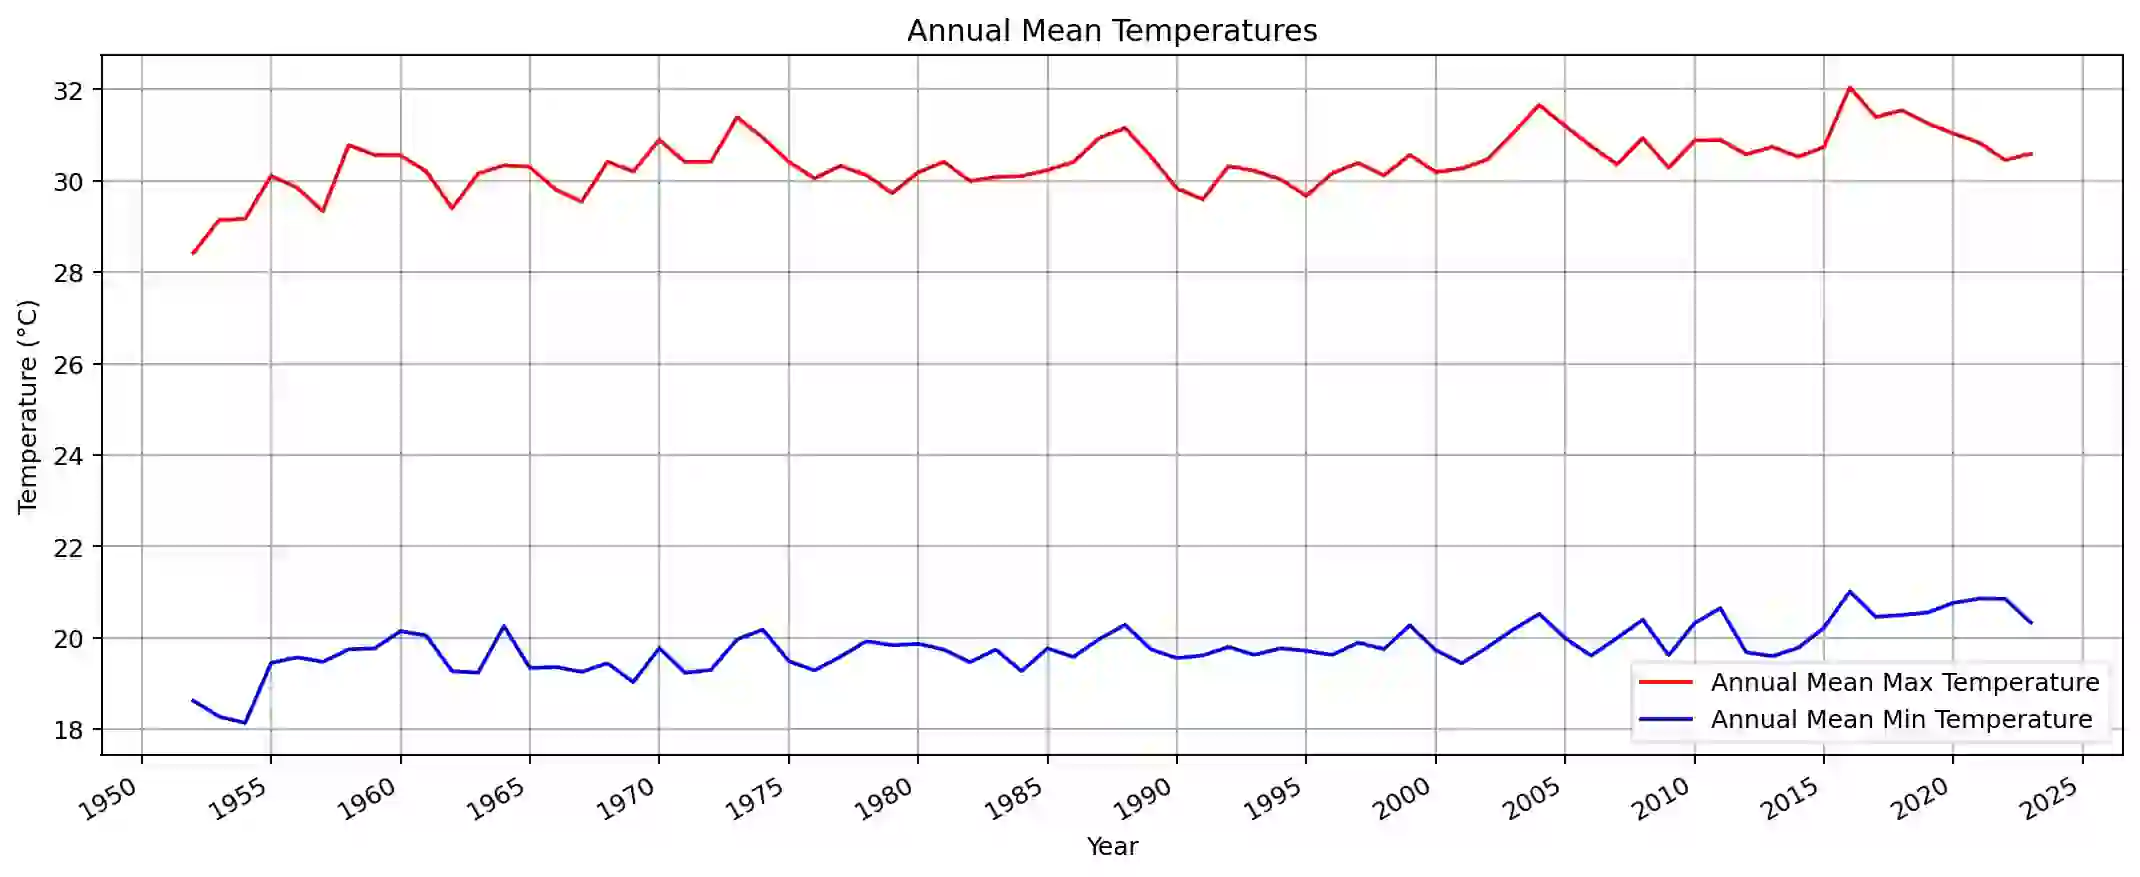 Annual Mean Temperatures
32
30
28
26
24
22
20
18
Temperature (°C)
Annual Mean Max Temperature
Annual Mean Min Temperature
1950 1955 1960 1965 1970 1975 1980 1985 1990 1995 2000 2005 2010 2015 2020 2025
Year